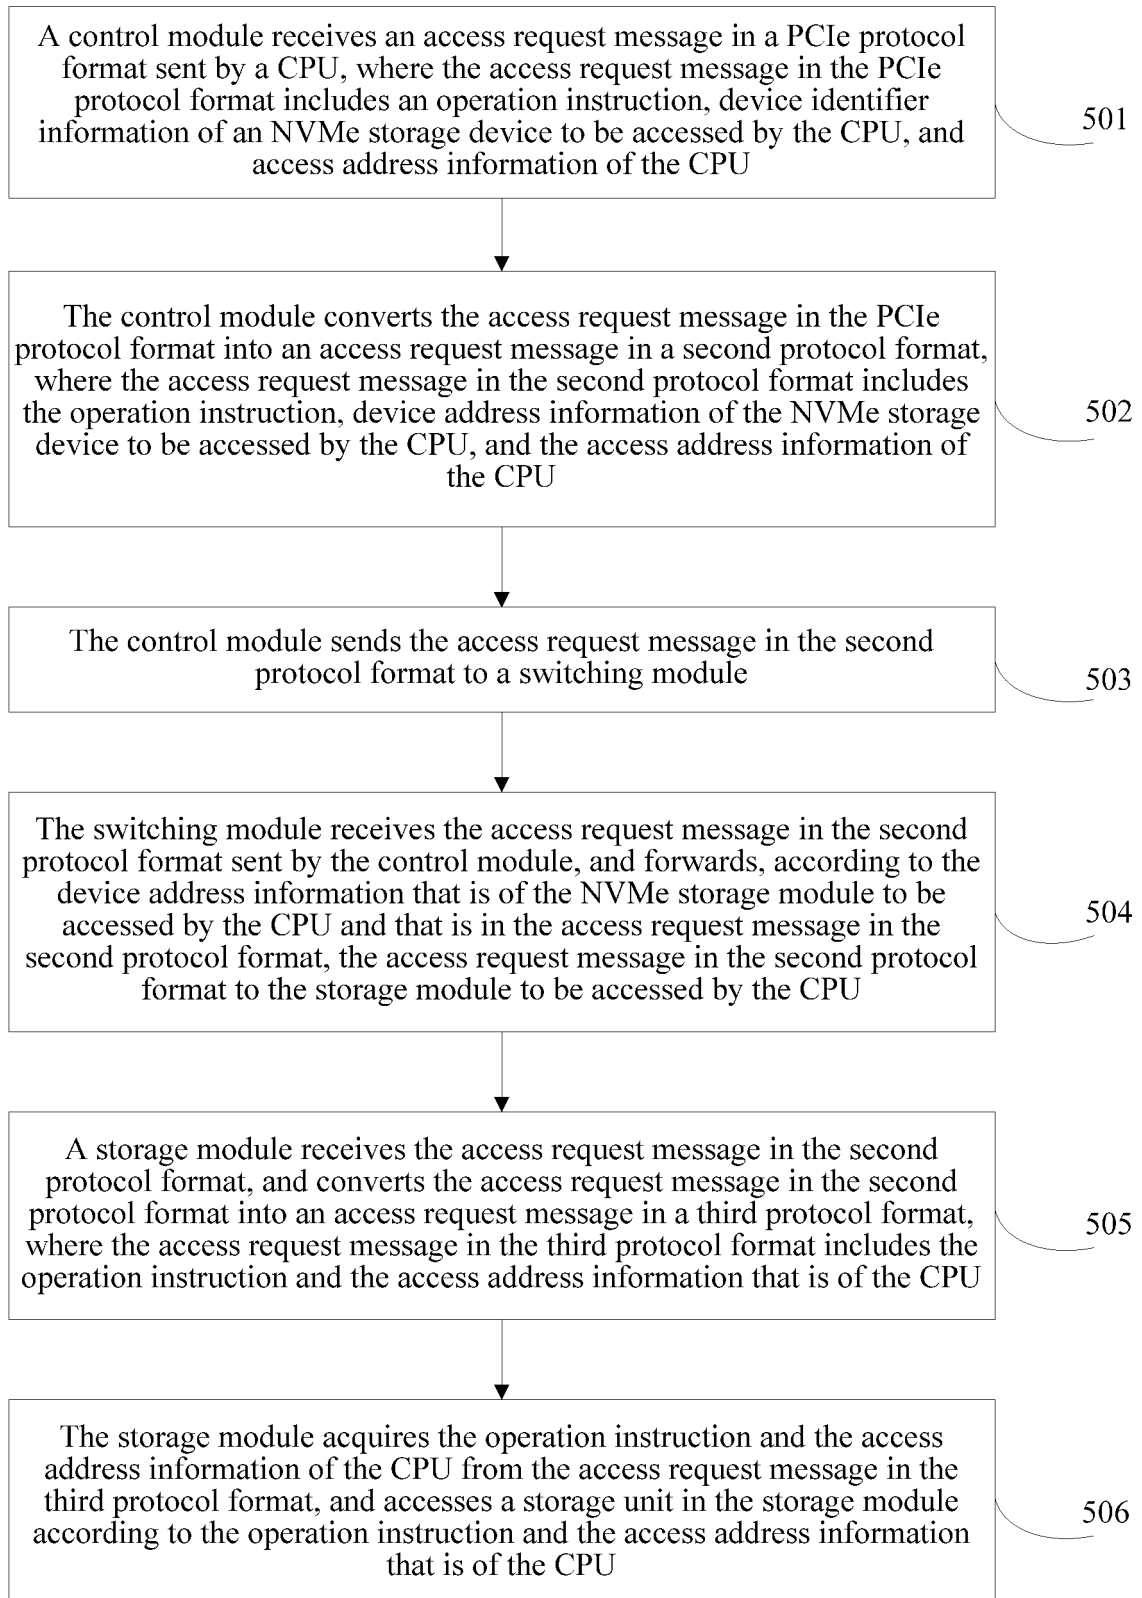 A control module receives an access request message in a PCIe protocol
format sent by a CPU, where the access request message in the PCIe
protocol format includes an operation instruction, device identifier
information of an NVMe storage device to be accessed by the CPU, and
access address information of the CPU
501
The control module converts the access request message in the PCIe
protocol format into an access request message in a second protocol format,
where the access request message in the second protocol format includes
the operation instruction, device address information of the NVMe storage
device to be accessed by the CPU, and the access address information of
the CPU
502
The control module sends the access request message in the second
protocol format to a switching module
503
The switching module receives the access request message in the second
protocol format sent by the control module, and forwards, according to the
device address information that is of the NVMe storage module to be
accessed by the CPU and that is in the access request message in the
second protocol format, the access request message in the second protocol
format to the storage module to be accessed by the CPU
504
A storage module receives the access request message in the second
protocol format, and converts the access request message in the second
protocol format into an access request message in a third protocol format,
where the access request message in the third protocol format includes the
operation instruction and the access address information that is of the CPU
505
The storage module acquires the operation instruction and the access
address information of the CPU from the access request message in the
third protocol format, and accesses a storage unit in the storage module
according to the operation instruction and the access address information
that is of the CPU
506